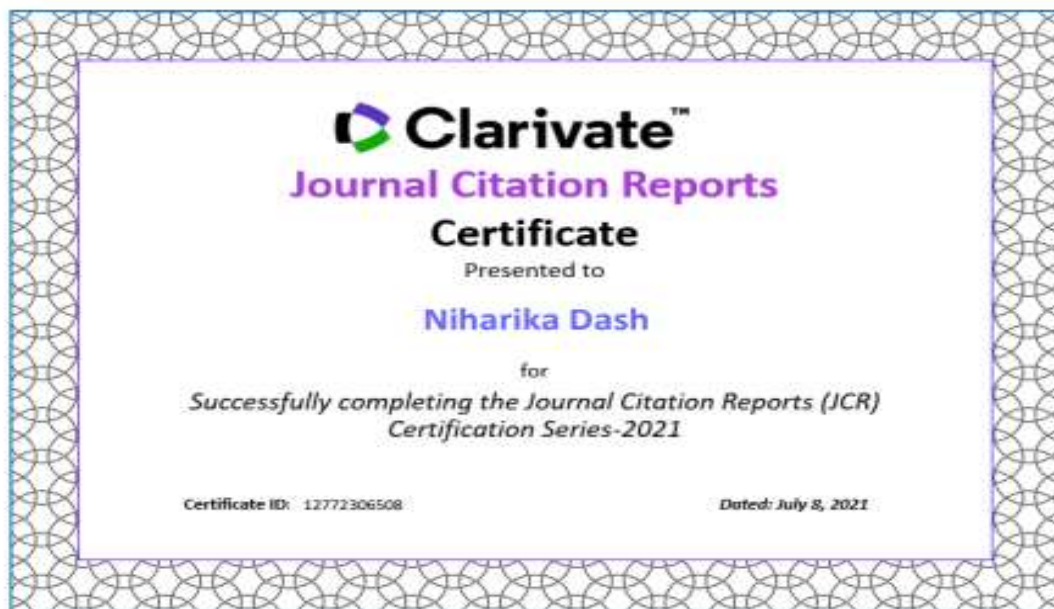 Clarivate™
Journal Citation Reports
Certificate
Presented to
Niharika Dash
for
Successfully completing the Journal Citation Reports (JCR)
Certification Series-2021
Certificate ID: 12772306508
Dated: July 8, 2021